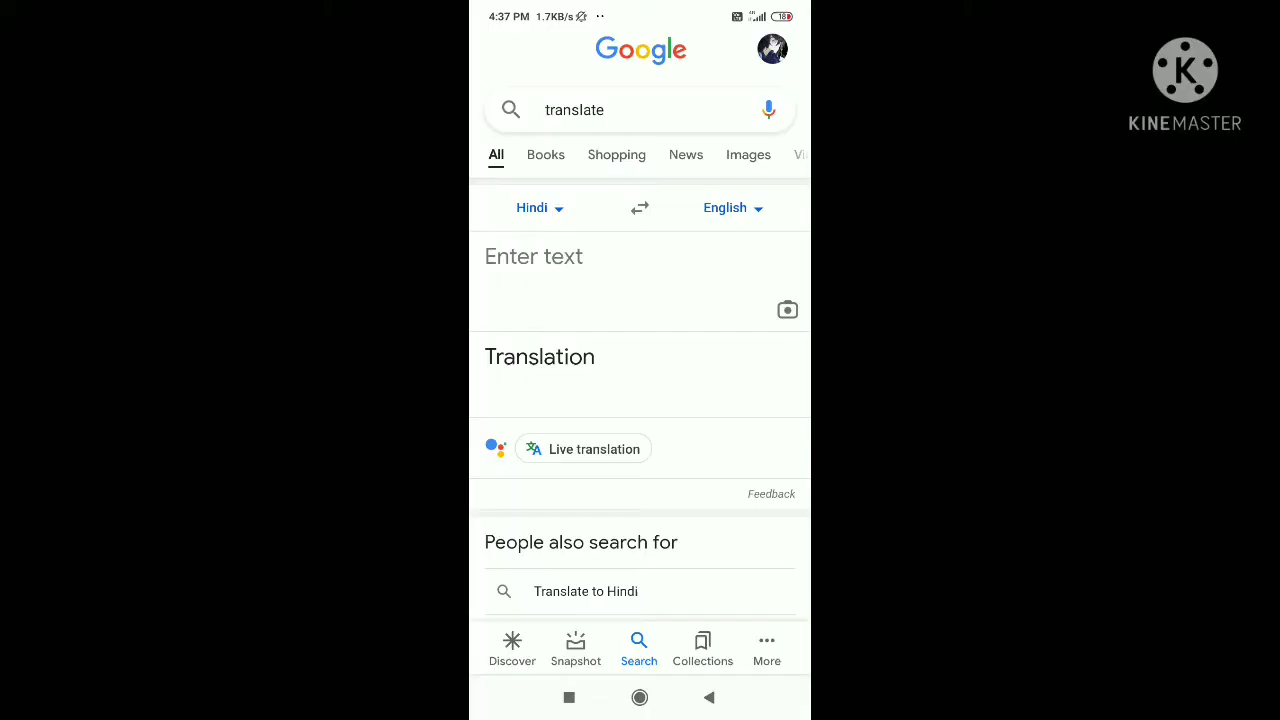 4:37 PM 1.7KB/s
18
Google
KINEMASTER
K
translate
All Books Shopping News Images
Hindi English
Enter text
Translation
Live translation
Feedback
People also search for
Translate to Hindi
Discover Snapshot Search Collections More